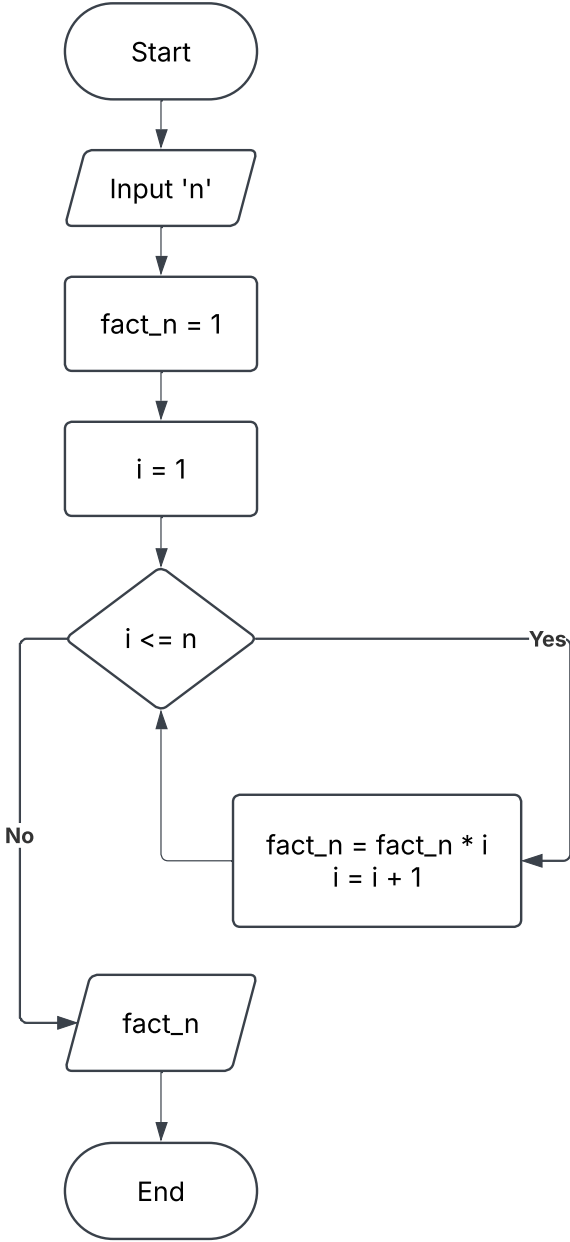 Start
Input 'n'
fact_n = 1
i = 1
i <= n
Yes
No
fact_n = fact_n * i
i = i + 1
fact_n
End